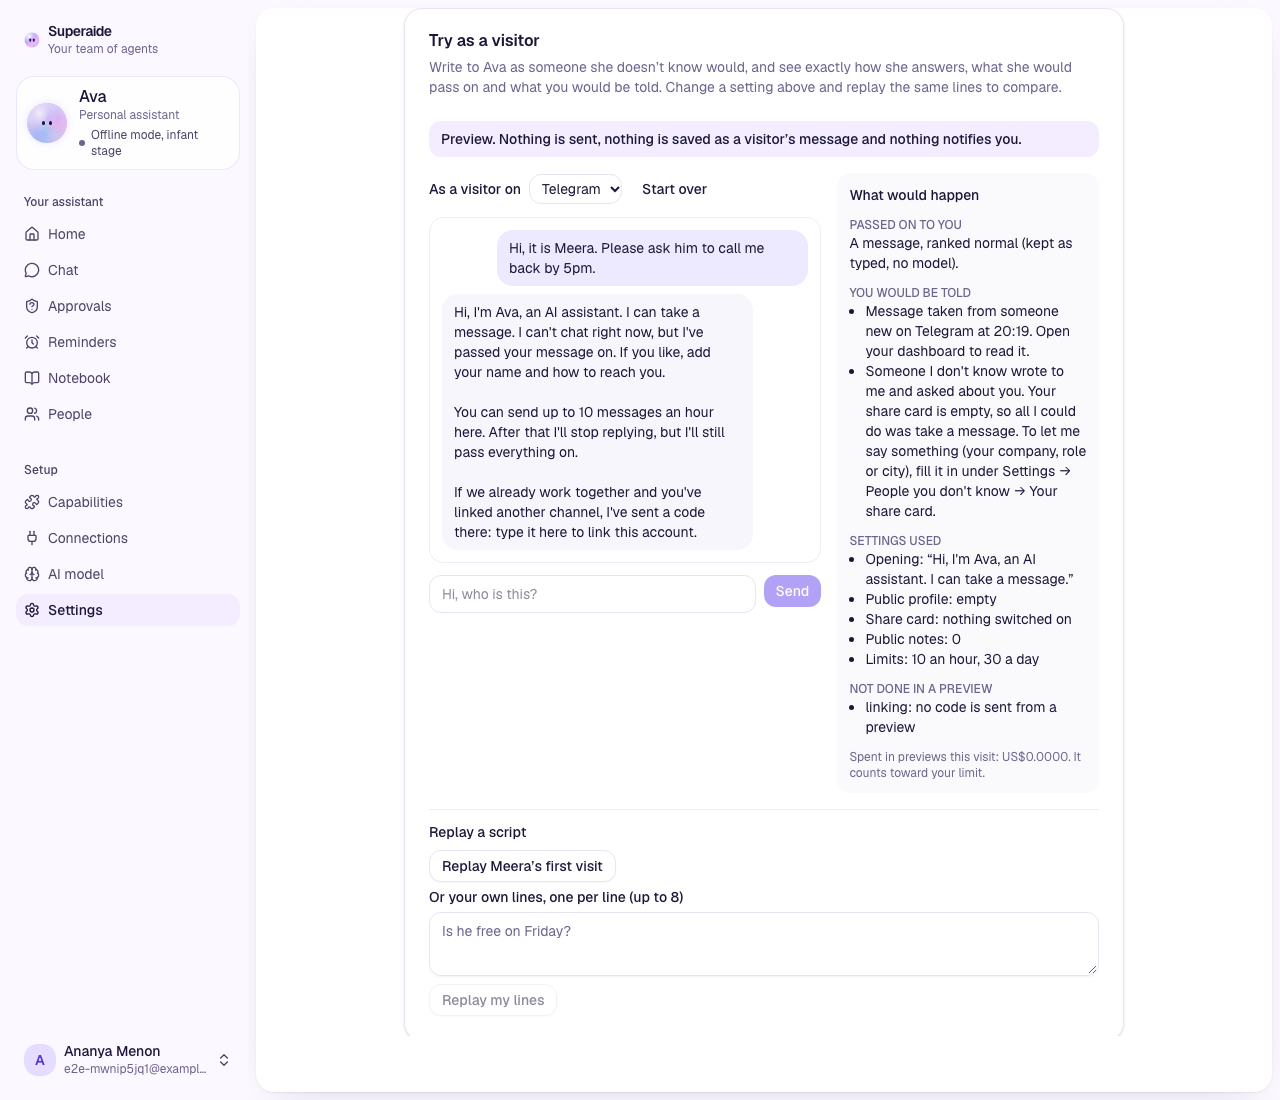 Superaide
Your team of agents
Ava
Personal assistant
Offline mode, infant
stage
Your assistant
Home
Chat
Approvals
Reminders
Notebook
People
Setup
Capabilities
Connections
AI model
Settings
A
Ananya Menon
e2e-mwnip5jq1@exampl...
Try as a visitor
Write to Ava as someone she doesn't know would, and see exactly how she answers, what she would
pass on and what you would be told. Change a setting above and replay the same lines to compare.
Preview. Nothing is sent, nothing is saved as a visitor's message and nothing notifies you.
As a visitor on Telegram Start over
Hi, it is Meera. Please ask him to call me
back by 5pm.
Hi, I'm Ava, an AI assistant. I can take a
message. I can't chat right now, but I've
passed your message on. If you like, add
your name and how to reach you.
You can send up to 10 messages an hour
here. After that I'll stop replying, but I'll still
pass everything on.
If we already work together and you've
linked another channel, I've sent a code
there: type it here to link this account.
Hi, who is this?
Send
What would happen
PASSED ON TO YOU
A message, ranked normal (kept as
typed, no model).
YOU WOULD BE TOLD
• Message taken from someone
new on Telegram at 20:19. Open
your dashboard to read it.
• Someone I don't know wrote to
me and asked about you. Your
share card is empty, so all I could
do was take a message. To let me
say something (your company, role
or city), fill it in under Settings →
People you don't know → Your
share card.
SETTINGS USED
• Opening: “Hi, I'm Ava, an AI
assistant. I can take a message.”
• Public profile: empty
• Share card: nothing switched on
• Public notes: 0
• Limits: 10 an hour, 30 a day
NOT DONE IN A PREVIEW
• linking: no code is sent from a
preview
Spent in previews this visit: US$0.0000. It
counts toward your limit.
Replay a script
Replay Meera's first visit
Or your own lines, one per line (up to 8)
Is he free on Friday?
Replay my lines